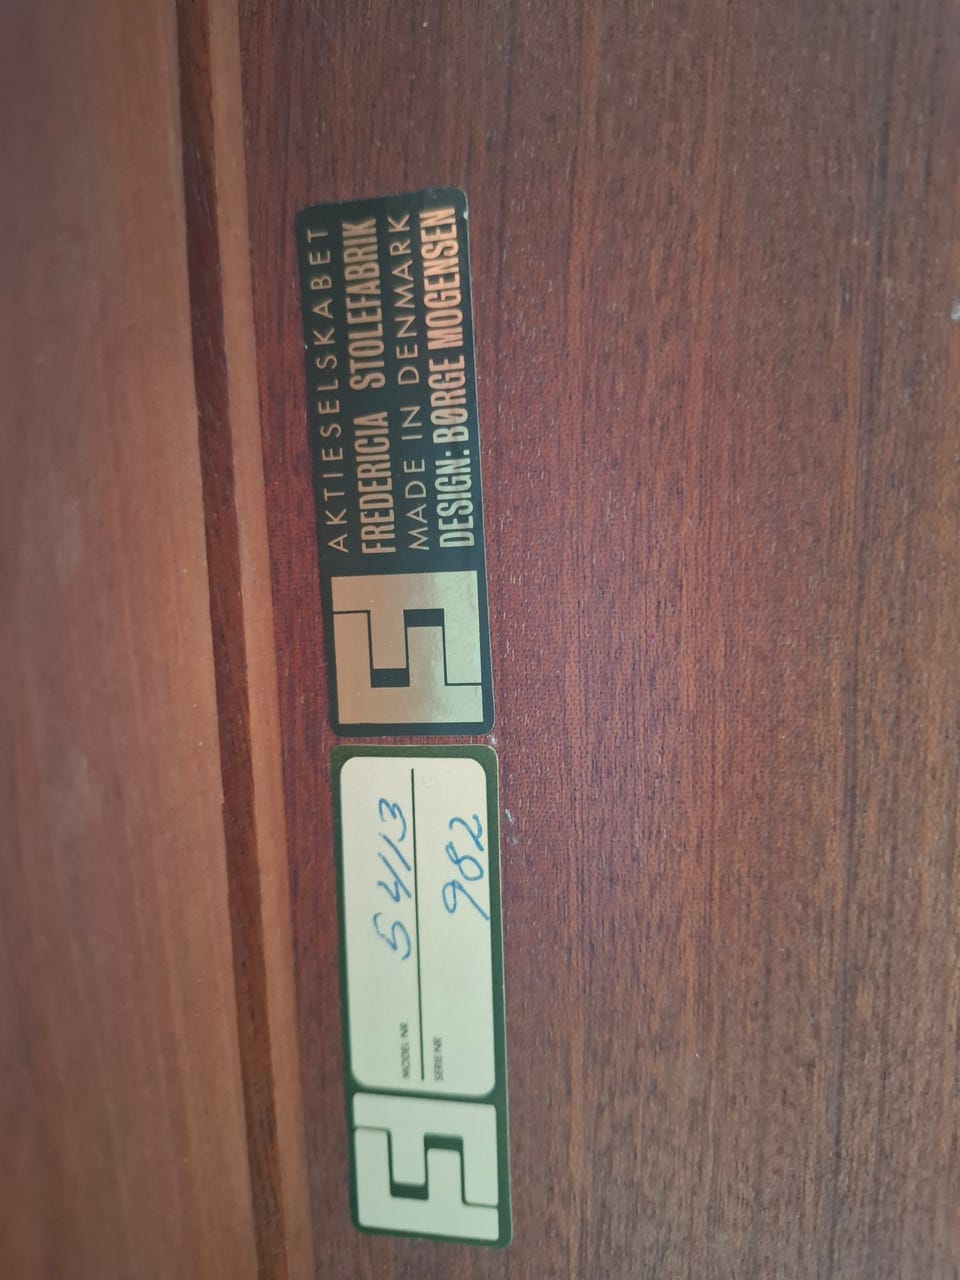 AKTIESELSKABET
FREDERICIA STOLEFABRIK
MADE IN DENMARK
DESIGN: BØRGE MOGENSEN
MODEL NR 5413
SERIE NR 982